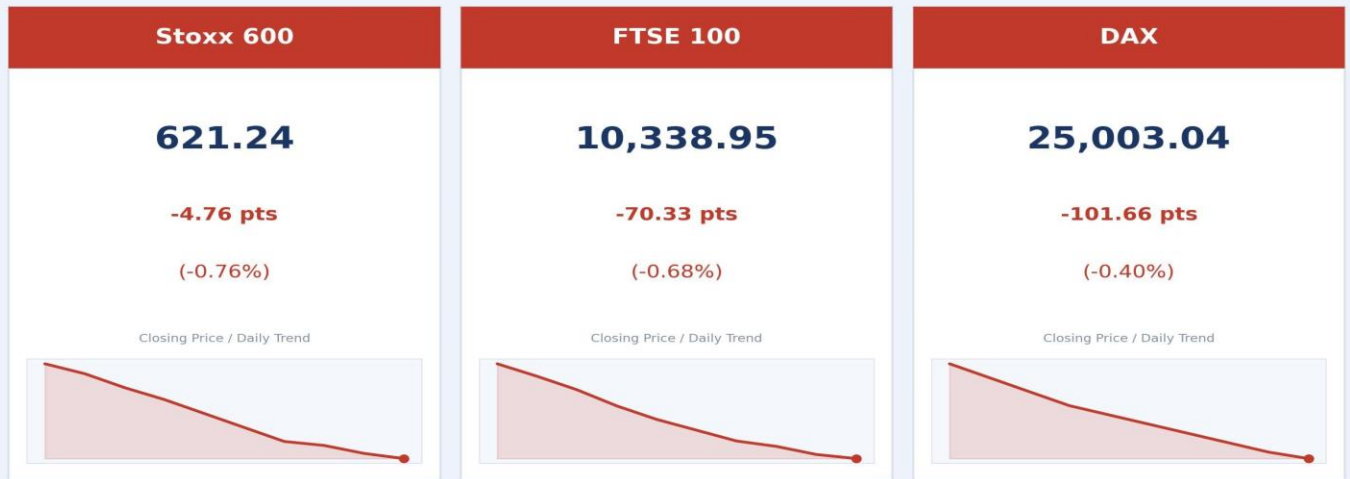 Stoxx 600
621.24
-4.76 pts
(-0.76%)
Closing Price / Daily Trend
FTSE 100
10,338.95
-70.33 pts
(-0.68%)
Closing Price / Daily Trend
DAX
25,003.04
-101.66 pts
(-0.40%)
Closing Price / Daily Trend